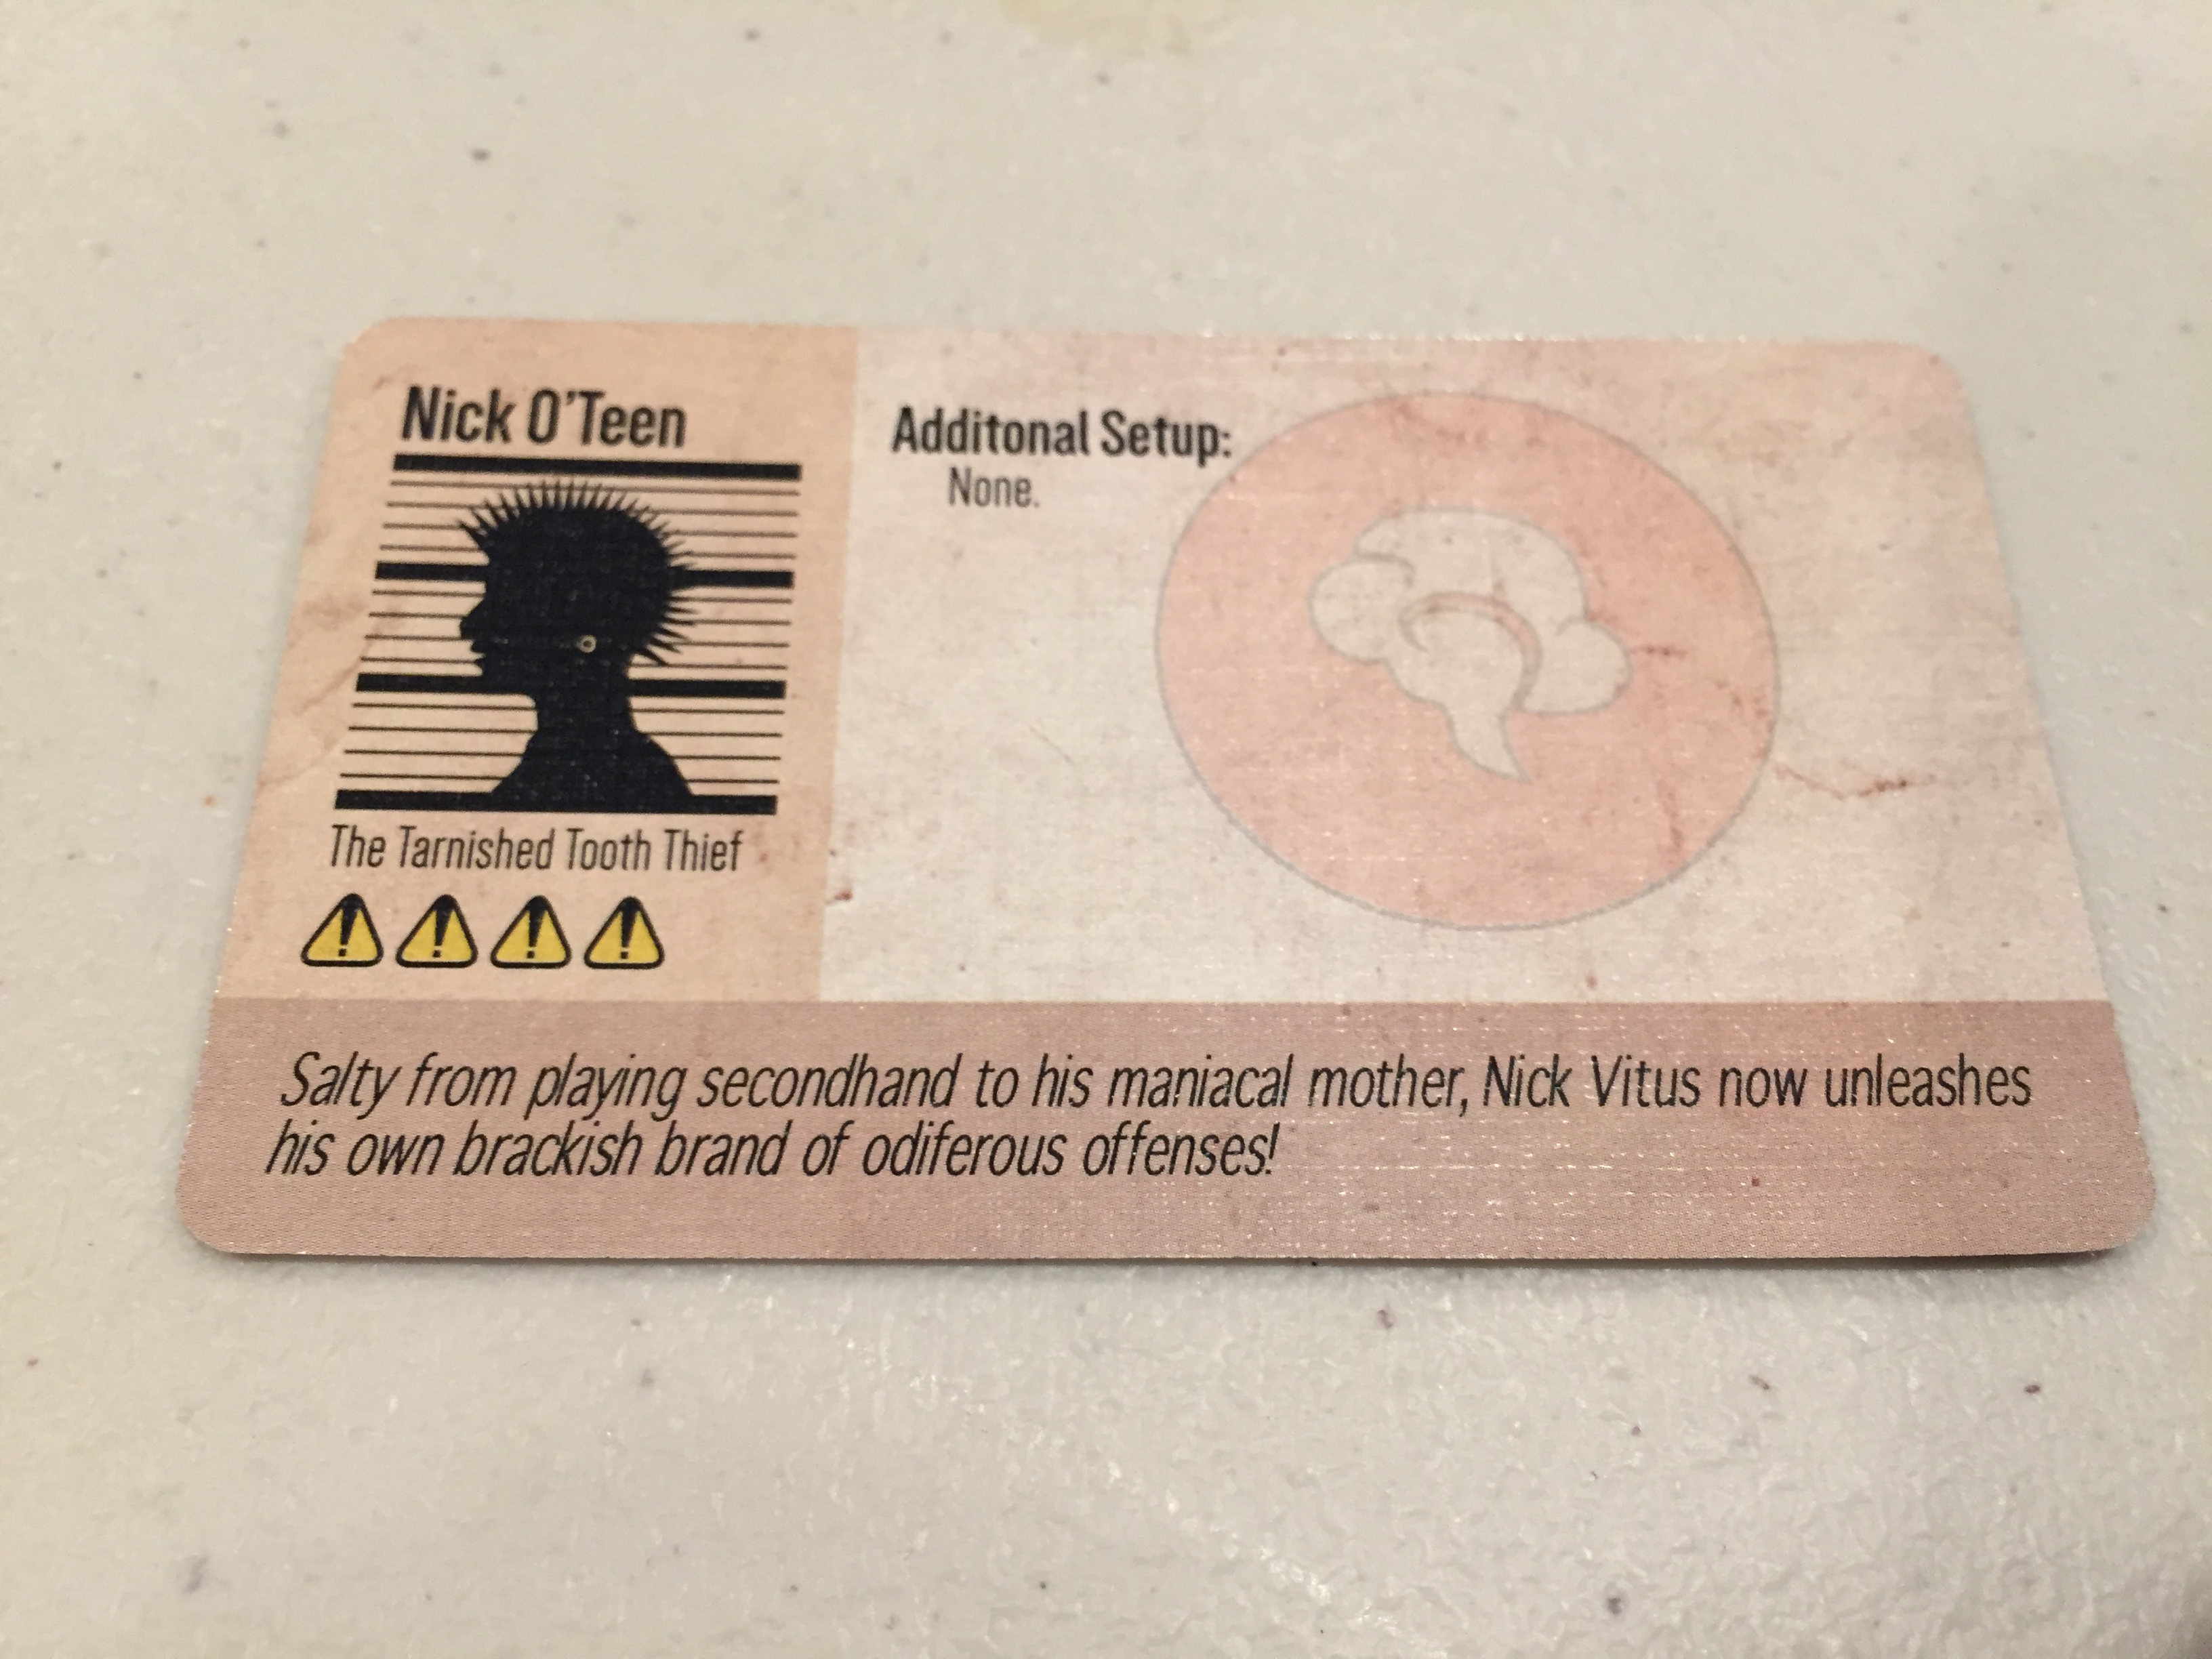 Nick O'Teen
The Tarnished Tooth Thief
Additonal Setup:
None.
Salty from playing secondhand to his maniacal mother, Nick Vitus now unleashes
his own brackish brand of odiferous offenses!